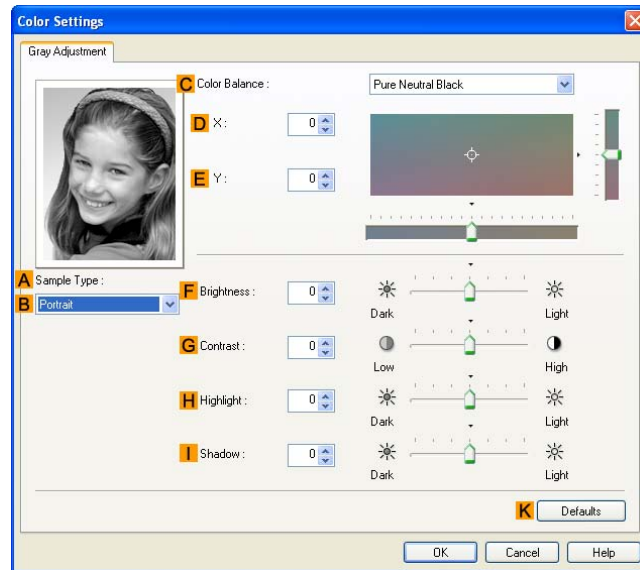 Color Settings
Gray Adjustment
C Color Balance : Pure Neutral Black
D X : 0
E Y : 0
A Sample Type :
B Portrait
F Brightness : 0
Dark Light
G Contrast : 0
Low High
H Highlight : 0
Dark Light
I Shadow : 0
Dark Light
K Defaults
OK Cancel Help